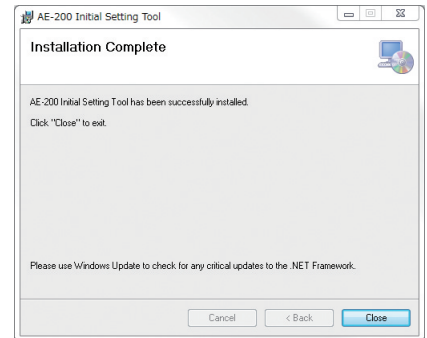 AE-200 Initial Setting Tool
Installation Complete
AE-200 Initial Setting Tool has been successfully installed.
Click "Close" to exit.
Please use Windows Update to check for any critical updates to the .NET Framework.
Cancel
< Back
Close